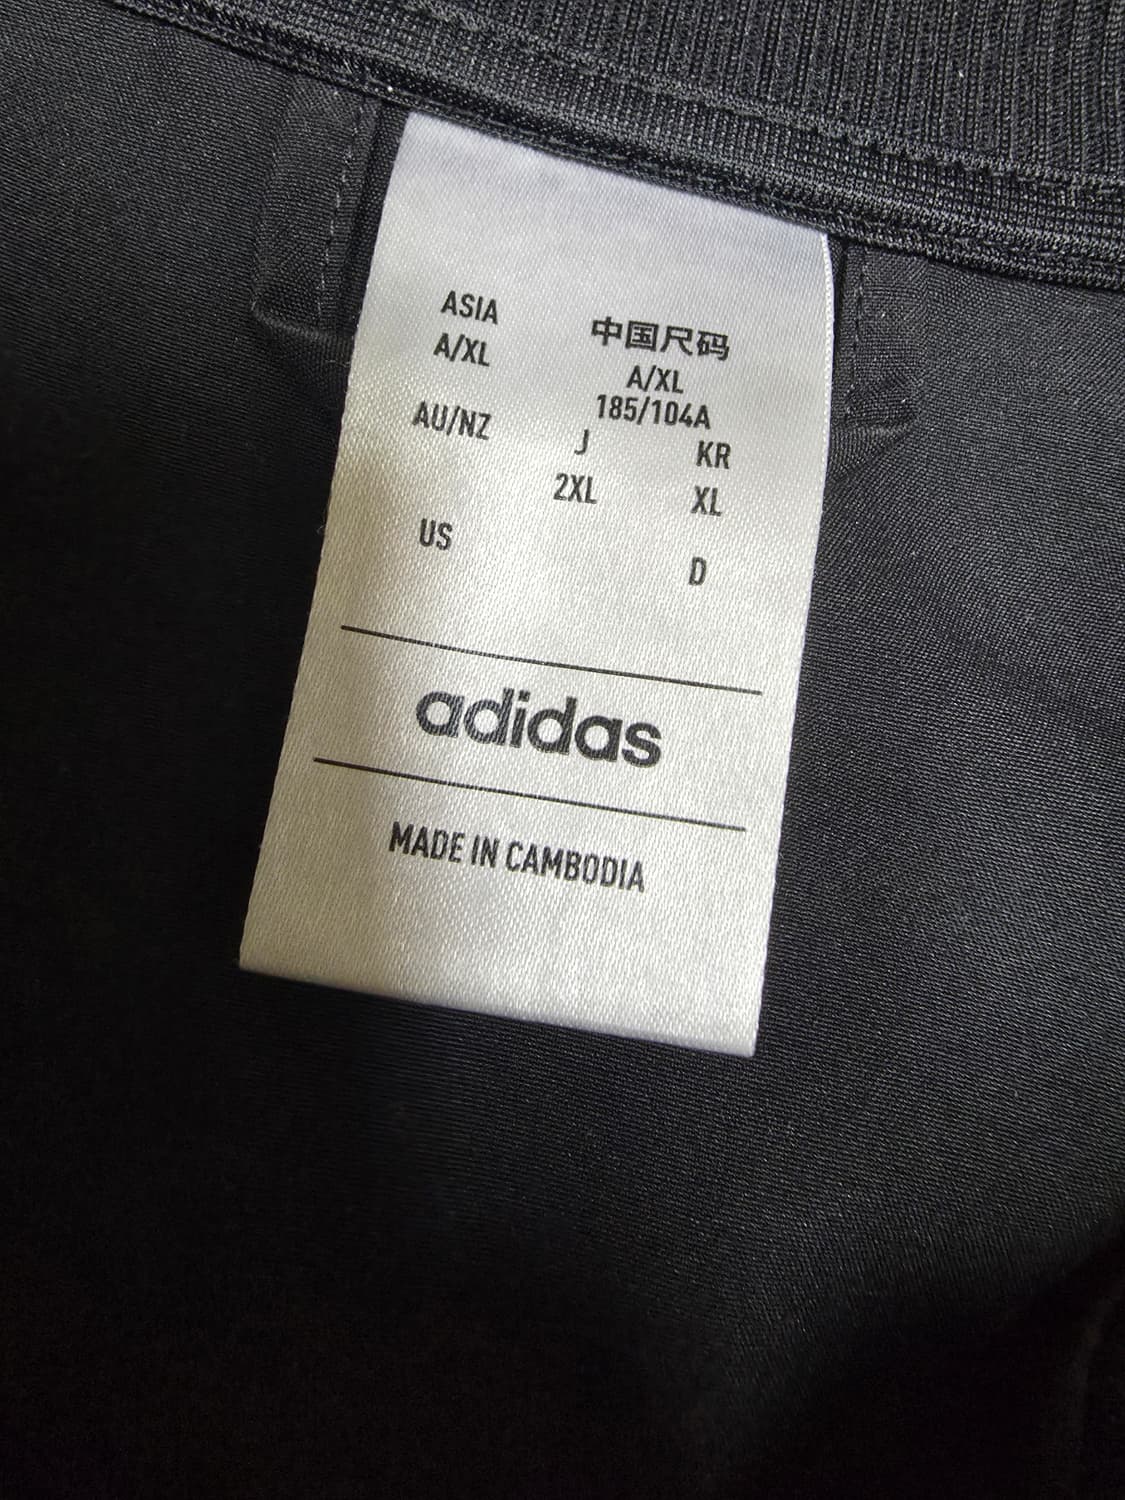 ASIA
A/XL
中国尺码
A/XL
185/104A
AU/NZ
J
2XL
KR
XL
US
D
adidas
MADE IN CAMBODIA